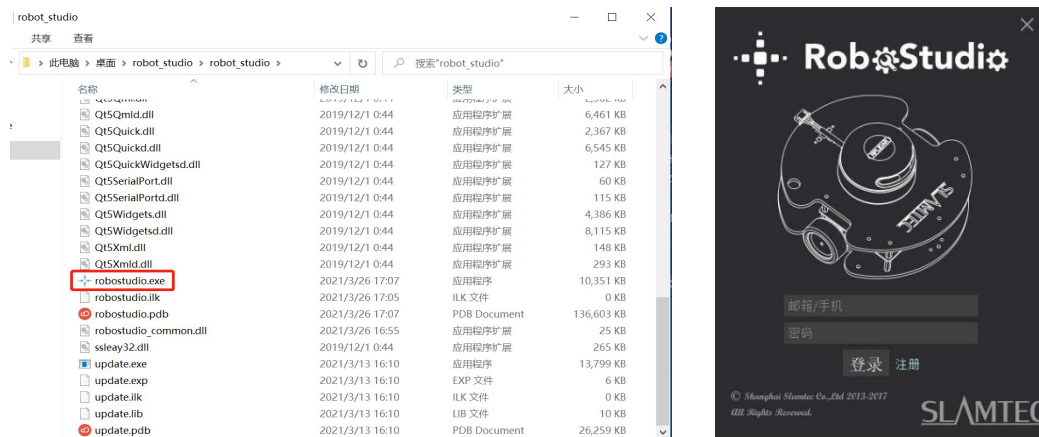 robot_studio
共享 查看
此电脑 > 桌面 > robot_studio > robot_studio > 搜索"robot_studio"
名称 修改日期 类型 大小
Qt5Qmld.dll 2019/12/1 0:44 应用程序扩展 6,461 KB
Qt5Quick.dll 2019/12/1 0:44 应用程序扩展 2,367 KB
Qt5Quickd.dll 2019/12/1 0:44 应用程序扩展 6,545 KB
Qt5QuickWidgetsd.dll 2019/12/1 0:44 应用程序扩展 127 KB
Qt5SerialPort.dll 2019/12/1 0:44 应用程序扩展 60 KB
Qt5SerialPortd.dll 2019/12/1 0:44 应用程序扩展 115 KB
Qt5Widgets.dll 2019/12/1 0:44 应用程序扩展 4,386 KB
Qt5Widgetsd.dll 2019/12/1 0:44 应用程序扩展 8,115 KB
Qt5Xml.dll 2019/12/1 0:44 应用程序扩展 148 KB
Qt5Xmld.dll 2019/12/1 0:44 应用程序扩展 293 KB
robostudio.exe 2021/3/26 17:07 应用程序 10,351 KB
robostudio.ilk 2021/3/26 17:05 ILK 文件 0 KB
robostudio.pdb 2021/3/26 17:07 PDB Document 136,603 KB
robostudio_common.dll 2021/3/26 16:55 应用程序扩展 25 KB
ssleay32.dll 2019/12/1 0:44 应用程序扩展 265 KB
update.exe 2021/3/13 16:10 应用程序 13,799 KB
update.exp 2021/3/13 16:10 EXP 文件 6 KB
update.ilk 2021/3/13 16:10 ILK 文件 0 KB
update.lib 2021/3/13 16:10 LIB 文件 10 KB
update.pdb 2021/3/13 16:10 PDB Document 26,259 KB
RoboStudio
SLAMTEC
邮箱/手机
密码
登录 注册
© Shanghai Slamtec Co.,Ltd 2013-2017
All Rights Reserved.
SLAMTEC